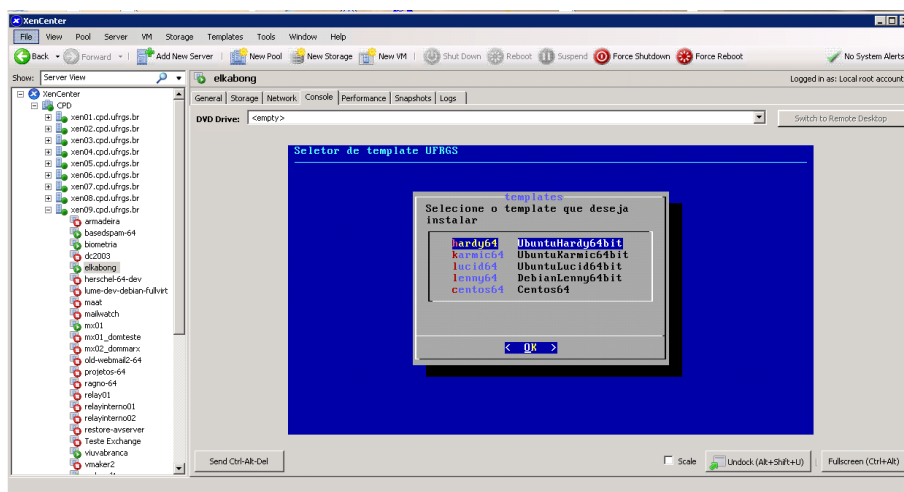 XenCenter
File View Pool Server VM Storage Templates Tools Window Help
Back Forward Add New Server New Pool New Storage New VM Shut Down Reboot Suspend Force Shutdown Force Reboot No System Alerts
Show: Server View elkabong Logged in as: Local root account
XenCenter
CPD
xen01.cpd.ufrgs.br
xen02.cpd.ufrgs.br
xen03.cpd.ufrgs.br
xen04.cpd.ufrgs.br
xen05.cpd.ufrgs.br
xen06.cpd.ufrgs.br
xen07.cpd.ufrgs.br
xen08.cpd.ufrgs.br
xen09.cpd.ufrgs.br
armadeira
basedspam-64
biometria
dc2003
elkabong
herschel-64-dev
lume-dev-debian-fullvirt
maat
mailwatch
mx01
mx01_domteste
mx02_dommarx
old-webmail2-64
projetos-64
ragno-64
relay01
relayinterno01
relayinterno02
restore-avserver
Teste Exchange
viuvabranca
vmaker2
General Storage Network Console Performance Snapshots Logs
DVD Drive: <empty> Switch to Remote Desktop
Seletor de template UFRGS
templates
Selecione o template que deseja
instalar
hardy64 UbuntuHardy64bit
karmic64 UbuntuKarmic64bit
lucid64 UbuntuLucid64bit
lenny64 DebianLenny64bit
centos64 Centos64
< OK >
Send Ctrl-Alt-Del Scale Undock (Alt+Shift+U) Fullscreen (Ctrl+Alt)